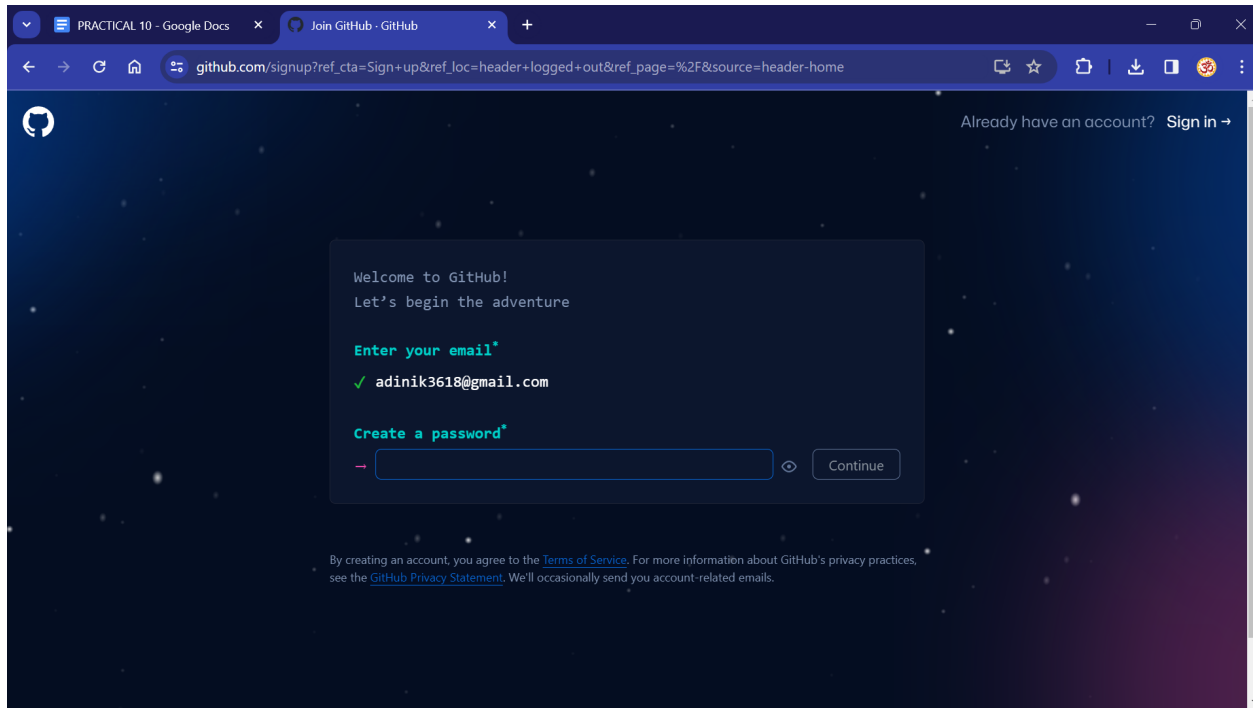 PRACTICAL 10 - Google Docs
Join GitHub · GitHub
github.com/signup?ref_cta=Sign+up&ref_loc=header+logged+out&ref_page=%2F&source=header-home
Already have an account? Sign in →
Welcome to GitHub!
Let’s begin the adventure
Enter your email*
✓ adinik3618@gmail.com
Create a password*
→
Continue
By creating an account, you agree to the Terms of Service. For more information about GitHub's privacy practices,
see the GitHub Privacy Statement. We'll occasionally send you account-related emails.